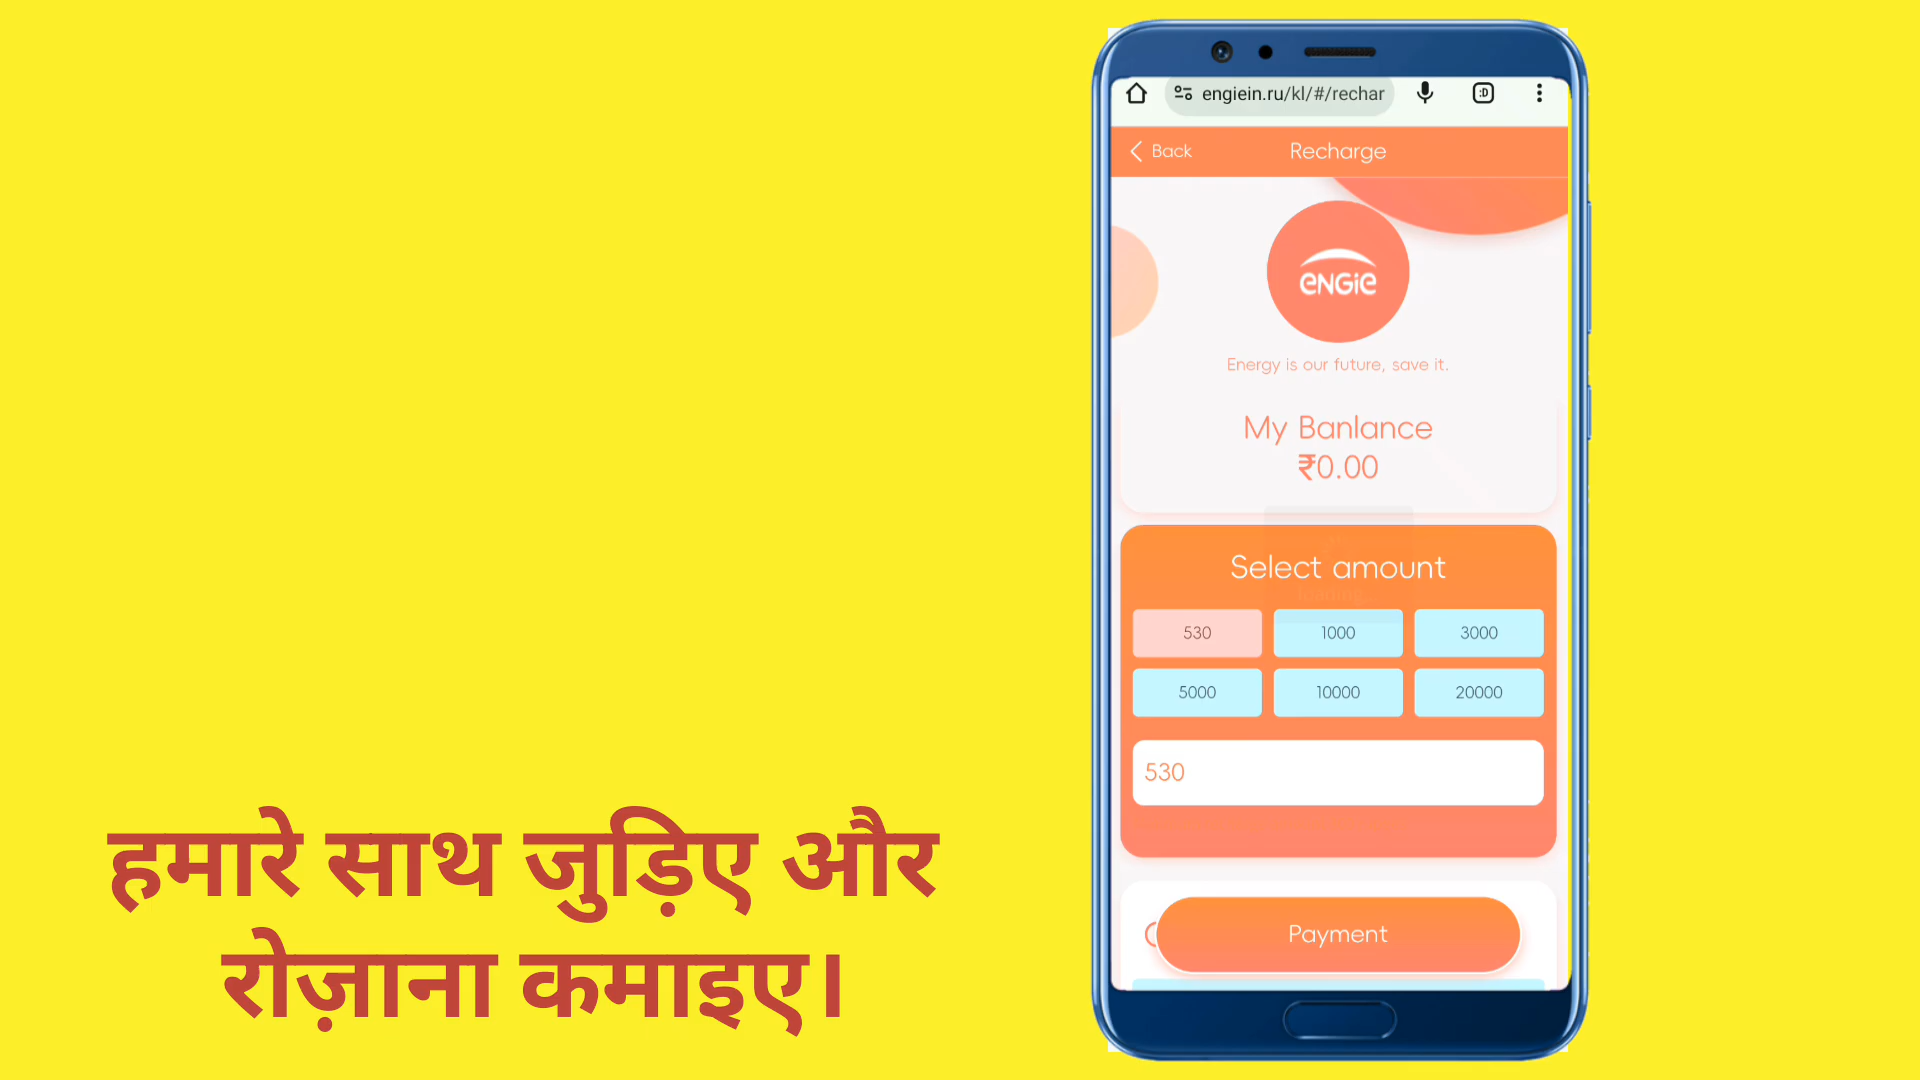 engiein.ru/kl/#/rechar
:D
Back
Recharge
ENGIE
Energy is our future, save it.
My Banlance
₹0.00
Select amount
530
1000
3000
5000
10000
20000
530
Payment
हमारे साथ जुड़िए और
रोज़ाना कमाइए।